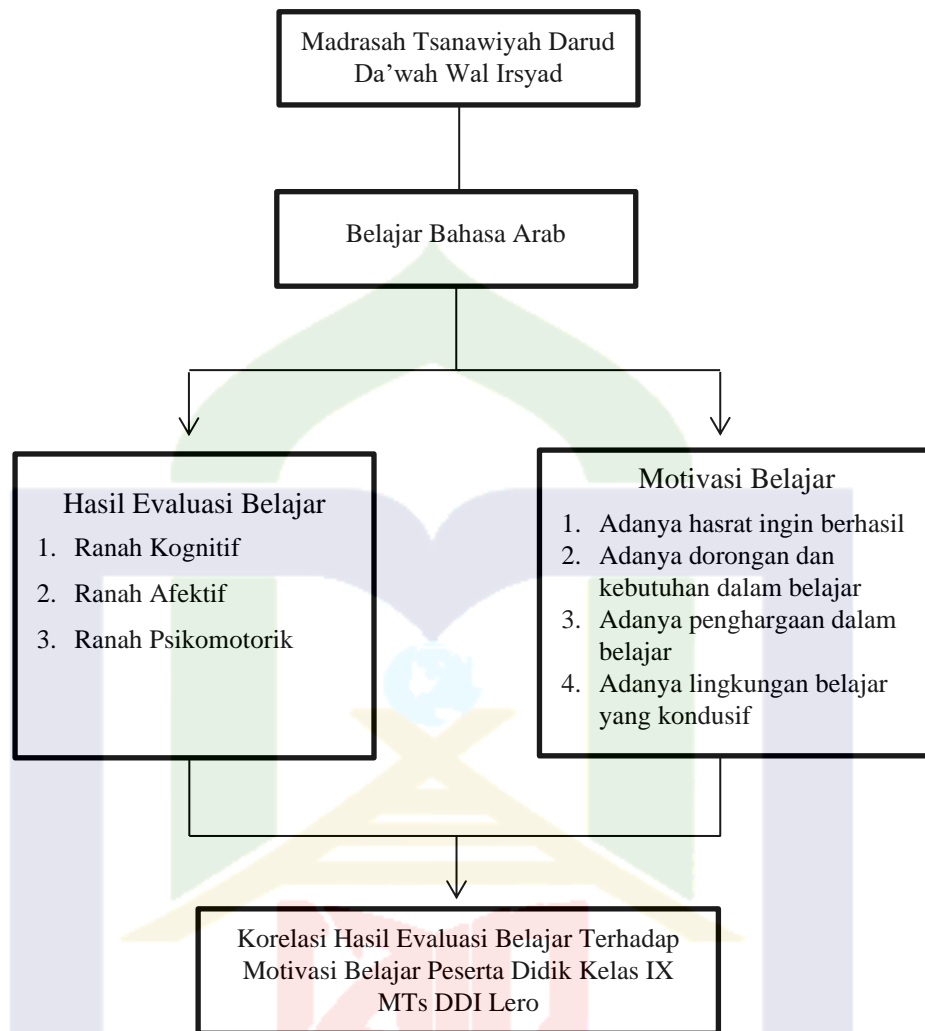 Madrasah Tsanawiyah Darud
Da’wah Wal Irsyad
Belajar Bahasa Arab
Hasil Evaluasi Belajar
1. Ranah Kognitif
2. Ranah Afektif
3. Ranah Psikomotorik
Motivasi Belajar
1. Adanya hasrat ingin berhasil
2. Adanya dorongan dan
kebutuhan dalam belajar
3. Adanya penghargaan dalam
belajar
4. Adanya lingkungan belajar
yang kondusif
Korelasi Hasil Evaluasi Belajar Terhadap
Motivasi Belajar Peserta Didik Kelas IX
MTs DDI Lero